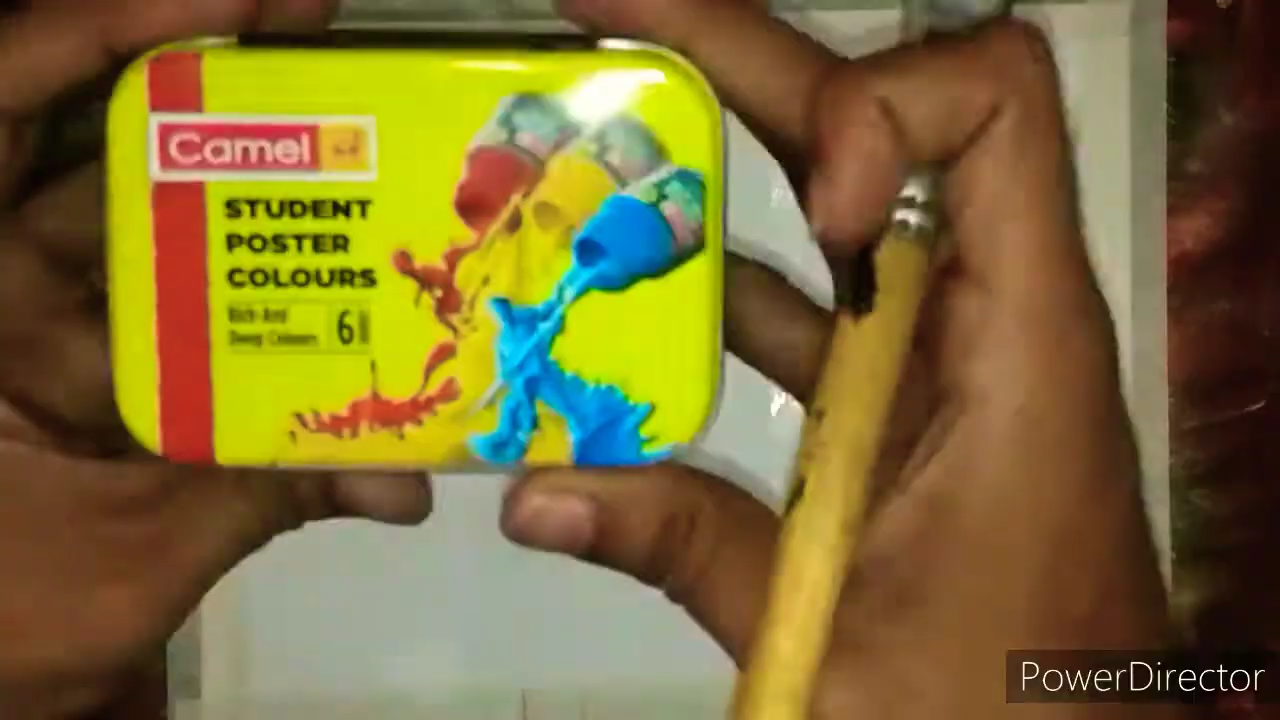 Camel
STUDENT
POSTER
COLOURS
Rich And
Deep Colours
6
PowerDirector